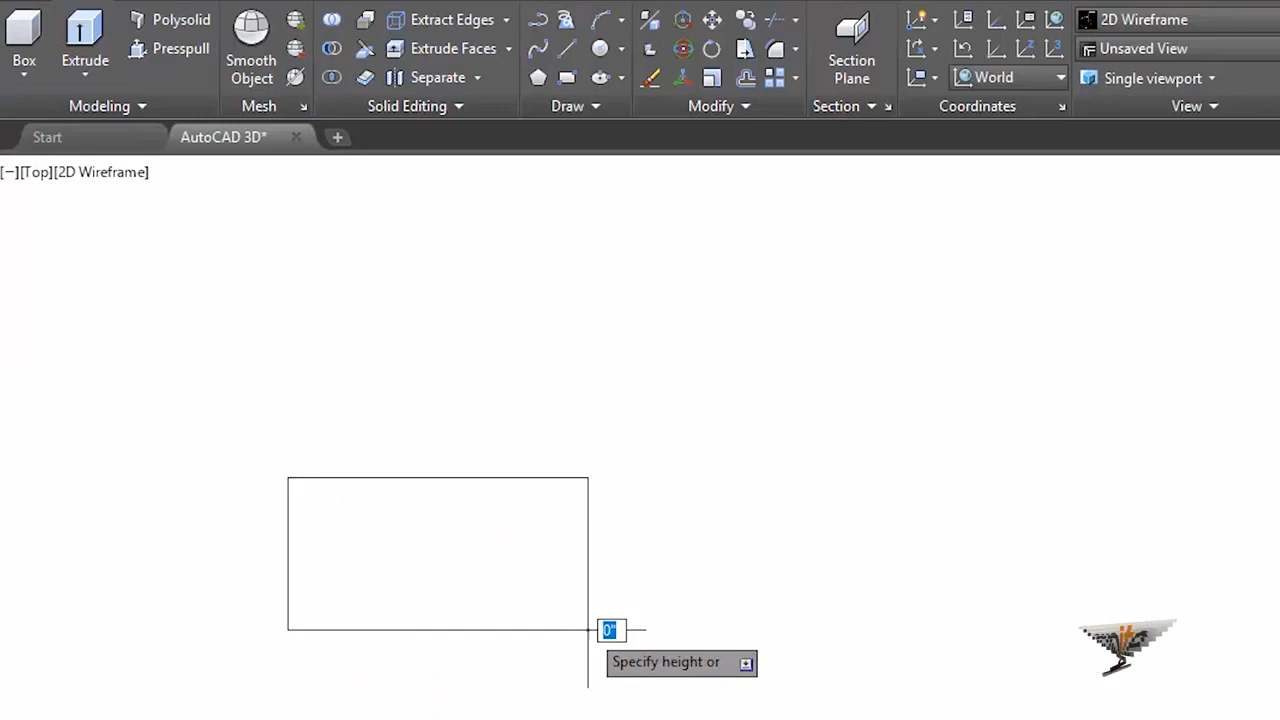 Box
Extrude
Polysolid
Presspull
Modeling
Smooth
Object
Mesh
Extract Edges
Extrude Faces
Separate
Solid Editing
Draw
Modify
Section
Plane
Section
World
Coordinates
2D Wireframe
Unsaved View
Single viewport
View
Start
AutoCAD 3D*
[−][Top][2D Wireframe]
0"
Specify height or
it